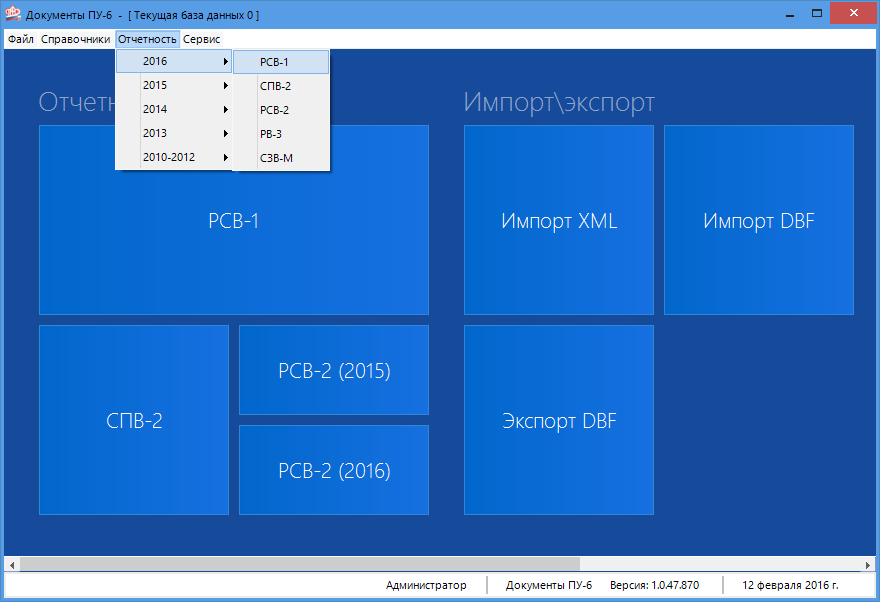 Документы ПУ-6 - [ Текущая база данных 0 ]
Файл Справочники Отчетность Сервис
2016
2015
2014
2013
2010-2012
РСВ-1
СПВ-2
РСВ-2
РВ-3
СЗВ-М
Импорт\экспорт
РСВ-1
СПВ-2
РСВ-2 (2015)
РСВ-2 (2016)
Импорт XML
Импорт DBF
Экспорт DBF
Администратор Документы ПУ-6 Версия: 1.0.47.870 12 февраля 2016 г.